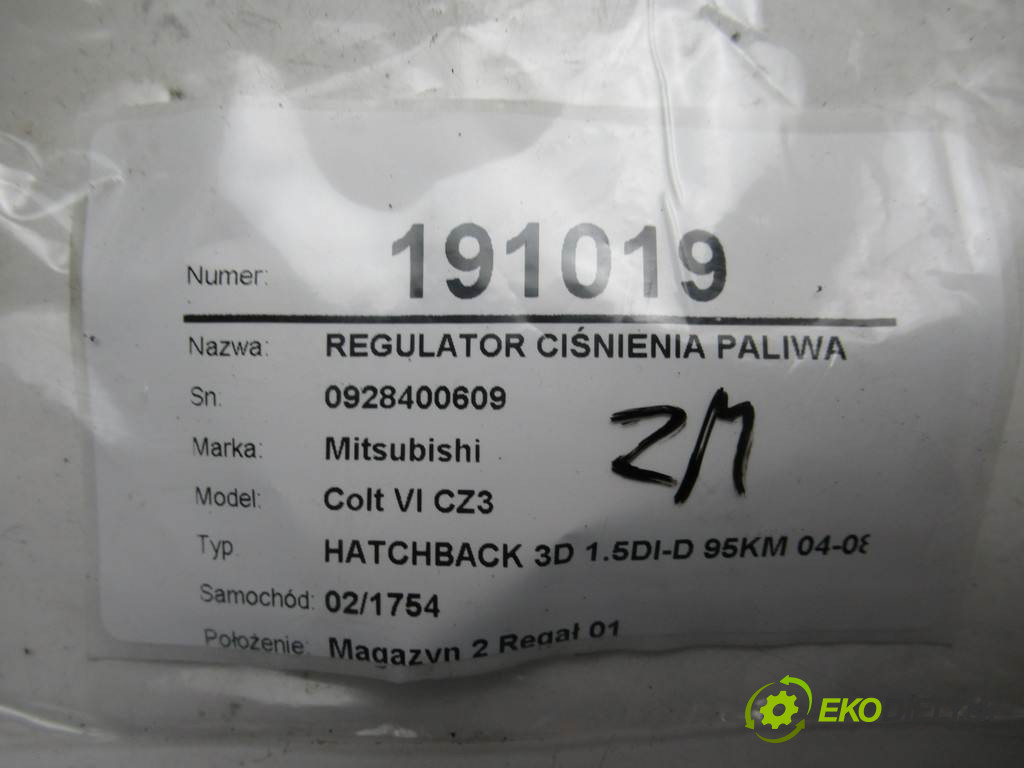 Numer: 191019
Nazwa: REGULATOR CIŚNIENIA PALIWA
Sn. 0928400609
Marka: Mitsubishi
Model: Colt VI CZ3
Typ HATCHBACK 3D 1.5DI-D 95KM 04-08
Samochód: 02/1754
Położenie: Magazyn 2 Regał 01
ZM
EKO